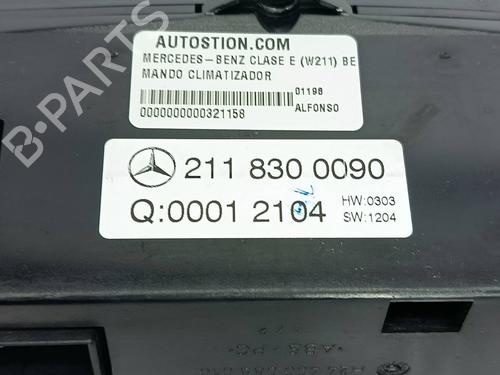 AUTOSTION.COM
MERCEDES-BENZ CLASE E (W211) BE
MANDO CLIMATIZADOR
01198
0000000000321158 ALFONSO
211 830 0090
Q:0001 2104 HW:0303
SW:1204